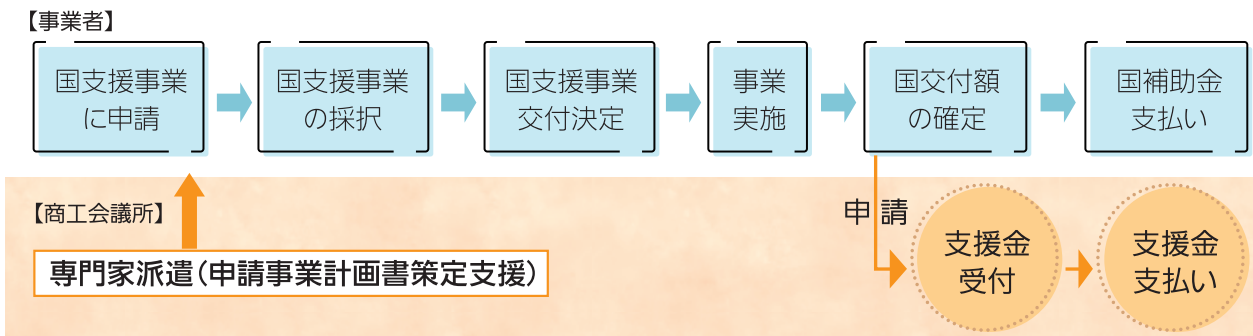 【事業者】
国支援事業
に申請
国支援事業
の採択
国支援事業
交付決定
事業
実施
国交付額
の確定
国補助金
支払い
【商工会議所】
専門家派遣(申請事業計画書策定支援)
申請
支援金
受付
支援金
支払い